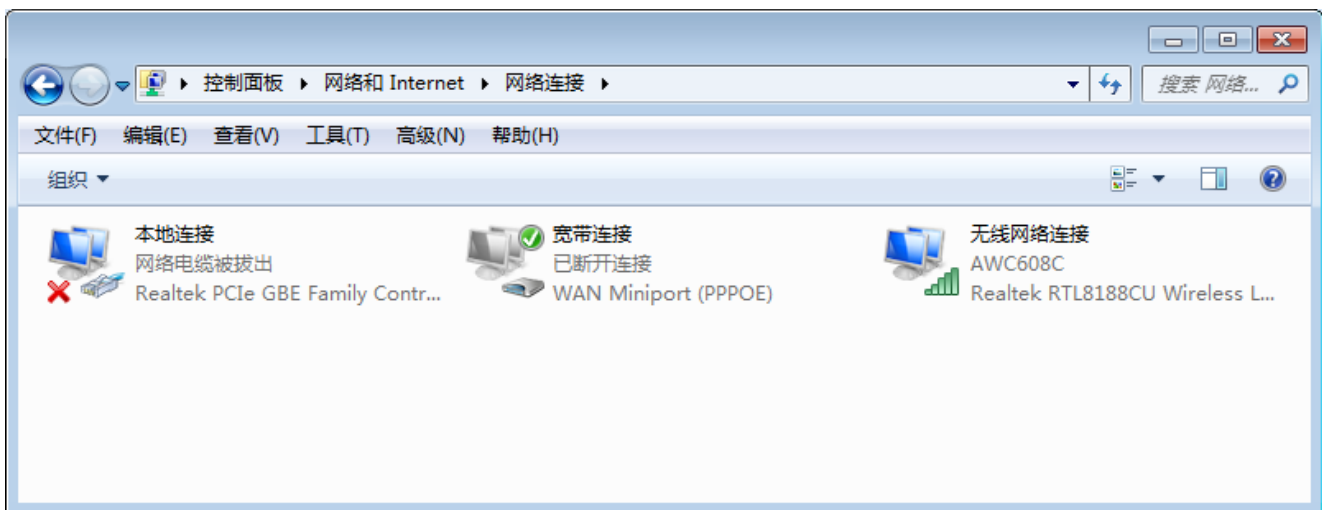 控制面板 网络和 Internet 网络连接 搜索 网络...
文件(F) 编辑(E) 查看(V) 工具(T) 高级(N) 帮助(H)
组织
本地连接
网络电缆被拔出
Realtek PCIe GBE Family Contr...
宽带连接
已断开连接
WAN Miniport (PPPOE)
无线网络连接
AWC608C
Realtek RTL8188CU Wireless L...